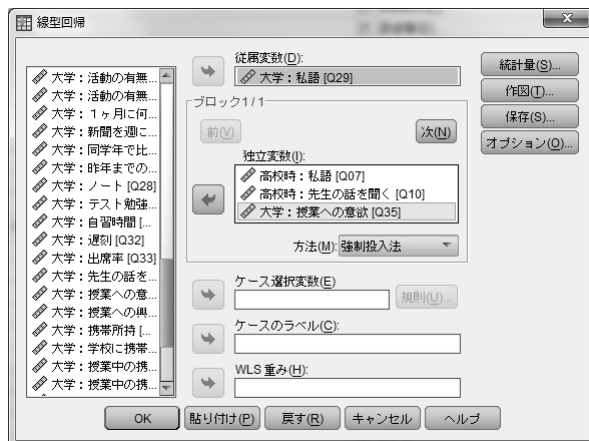 線型回帰
大学：活動の有無...
大学：活動の有無...
大学：１ヶ月に何...
大学：新聞を週に...
大学：同学年で比...
大学：昨年までの...
大学：ノート [Q28]
大学：テスト勉強...
大学：自習時間 [...
大学：遅刻 [Q32]
大学：出席率 [Q33]
大学：先生の話を...
大学：授業への意...
大学：授業への興...
大学：携帯所持 [...
大学：学校に携帯...
大学：授業中の携...
大学：授業中の携...
従属変数(D):
大学：私語 [Q29]
ブロック1 / 1
前(V)
次(N)
独立変数(I):
高校時：私語 [Q07]
高校時：先生の話を聞く [Q10]
大学：授業への意欲 [Q35]
方法(M):
強制投入法
ケース選択変数(E)
規則(U)...
ケースのラベル(C):
WLS 重み(H):
統計量(S)...
作図(T)...
保存(S)...
オプション(O)...
OK
貼り付け(P)
戻す(R)
キャンセル
ヘルプ